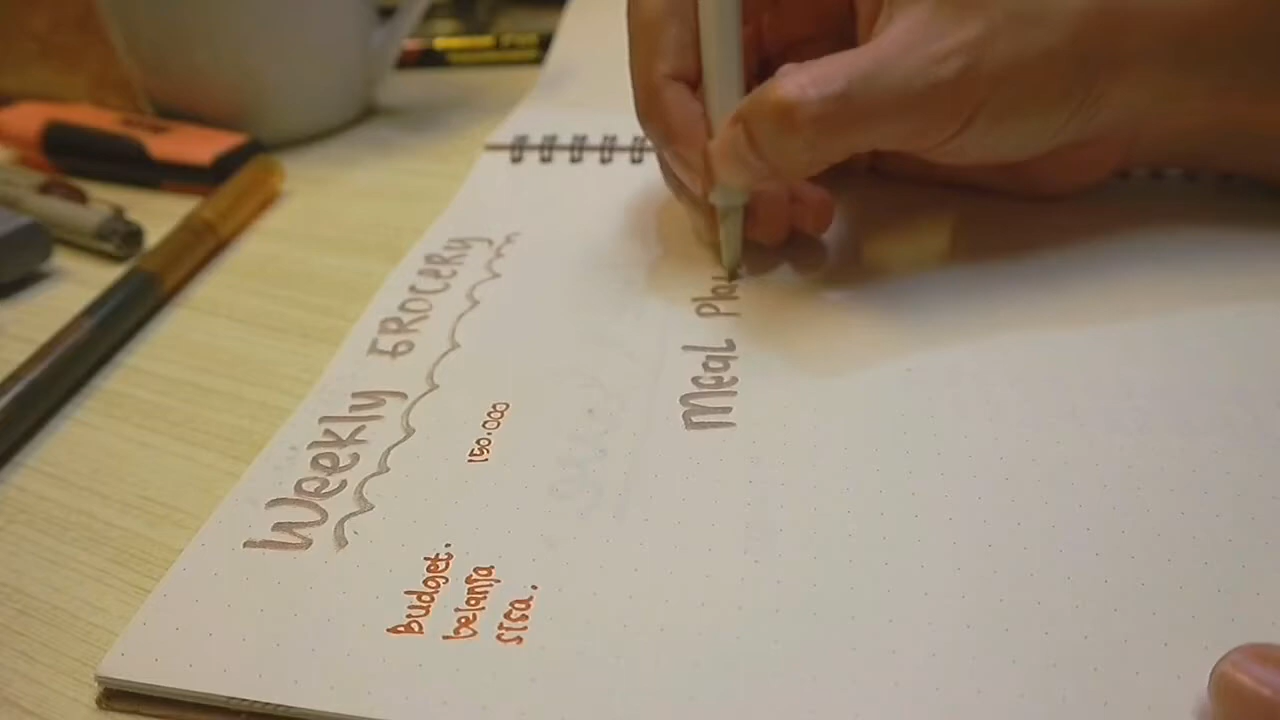 Weekly GROCERY
Budget. 150.000
belanja
sisa.
Meal Pla